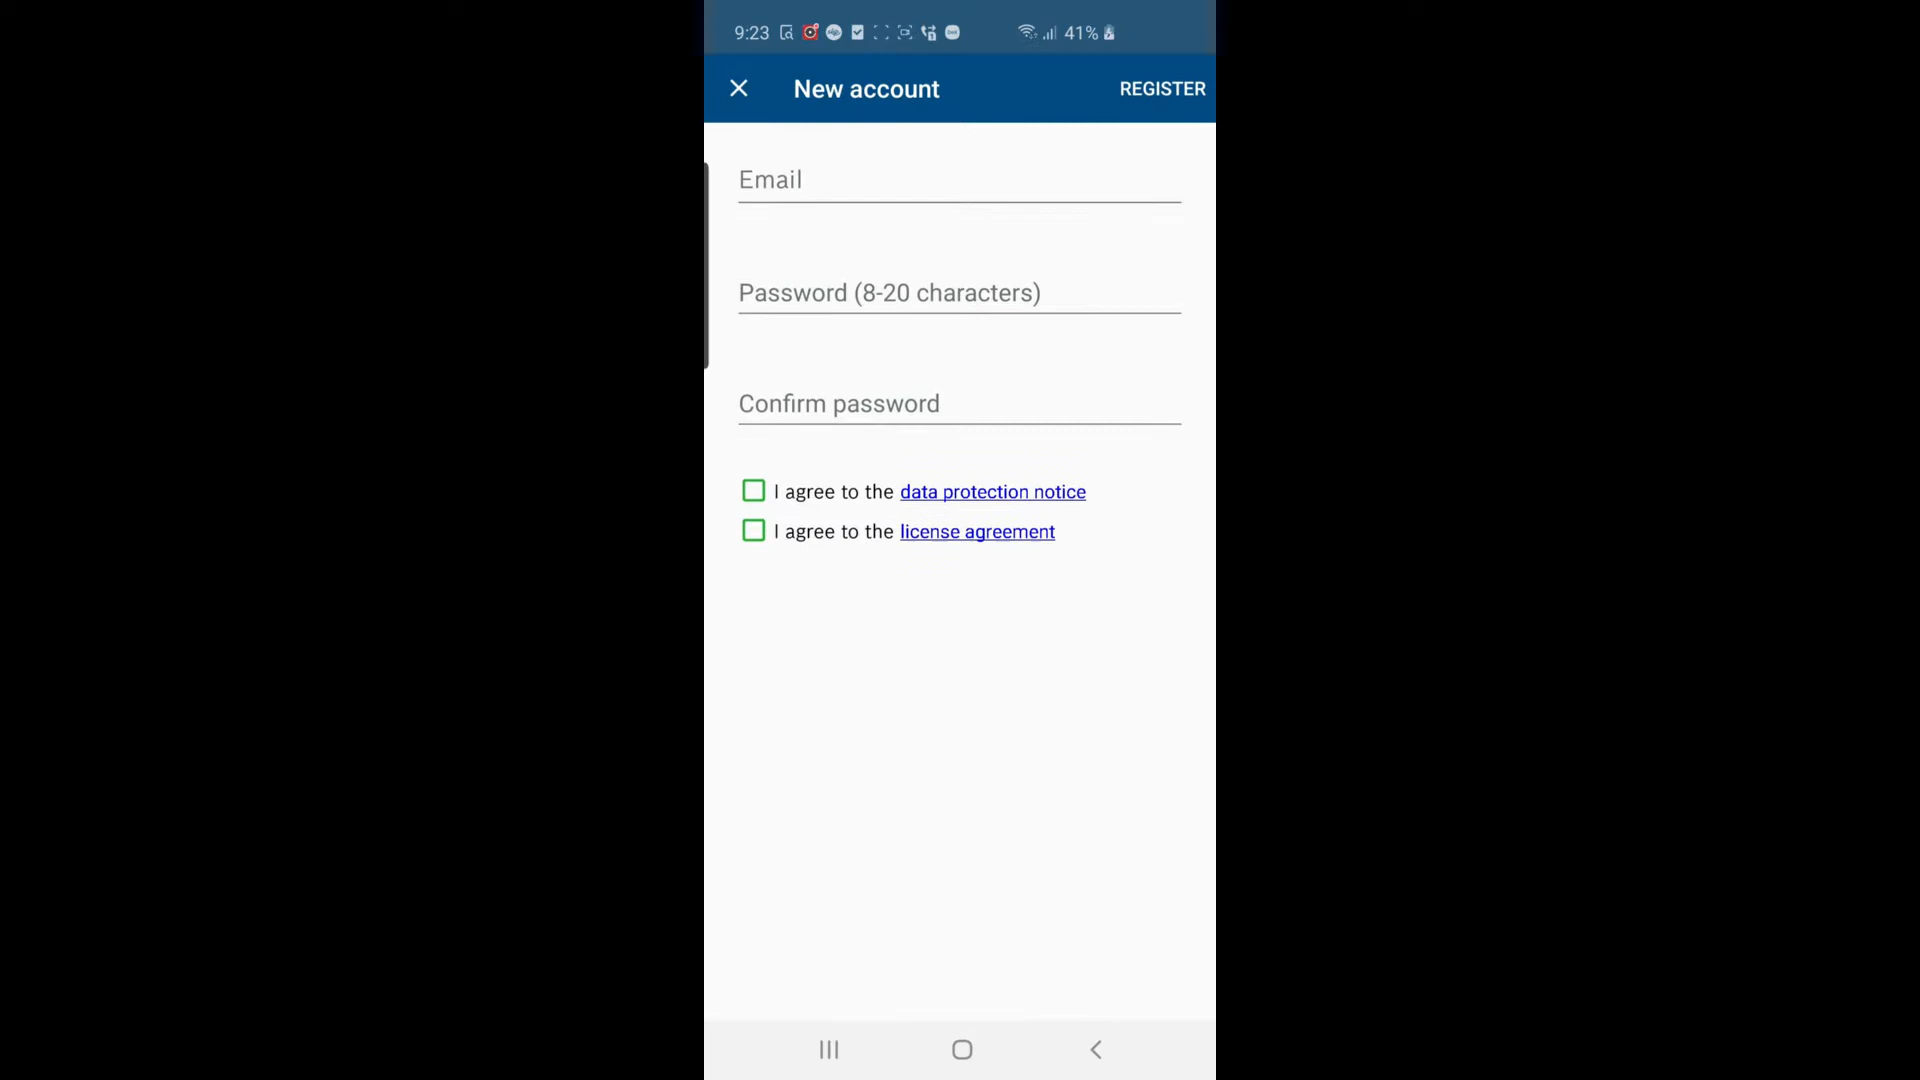 9:23 41%
New account REGISTER
Email
Password (8-20 characters)
Confirm password
I agree to the data protection notice
I agree to the license agreement